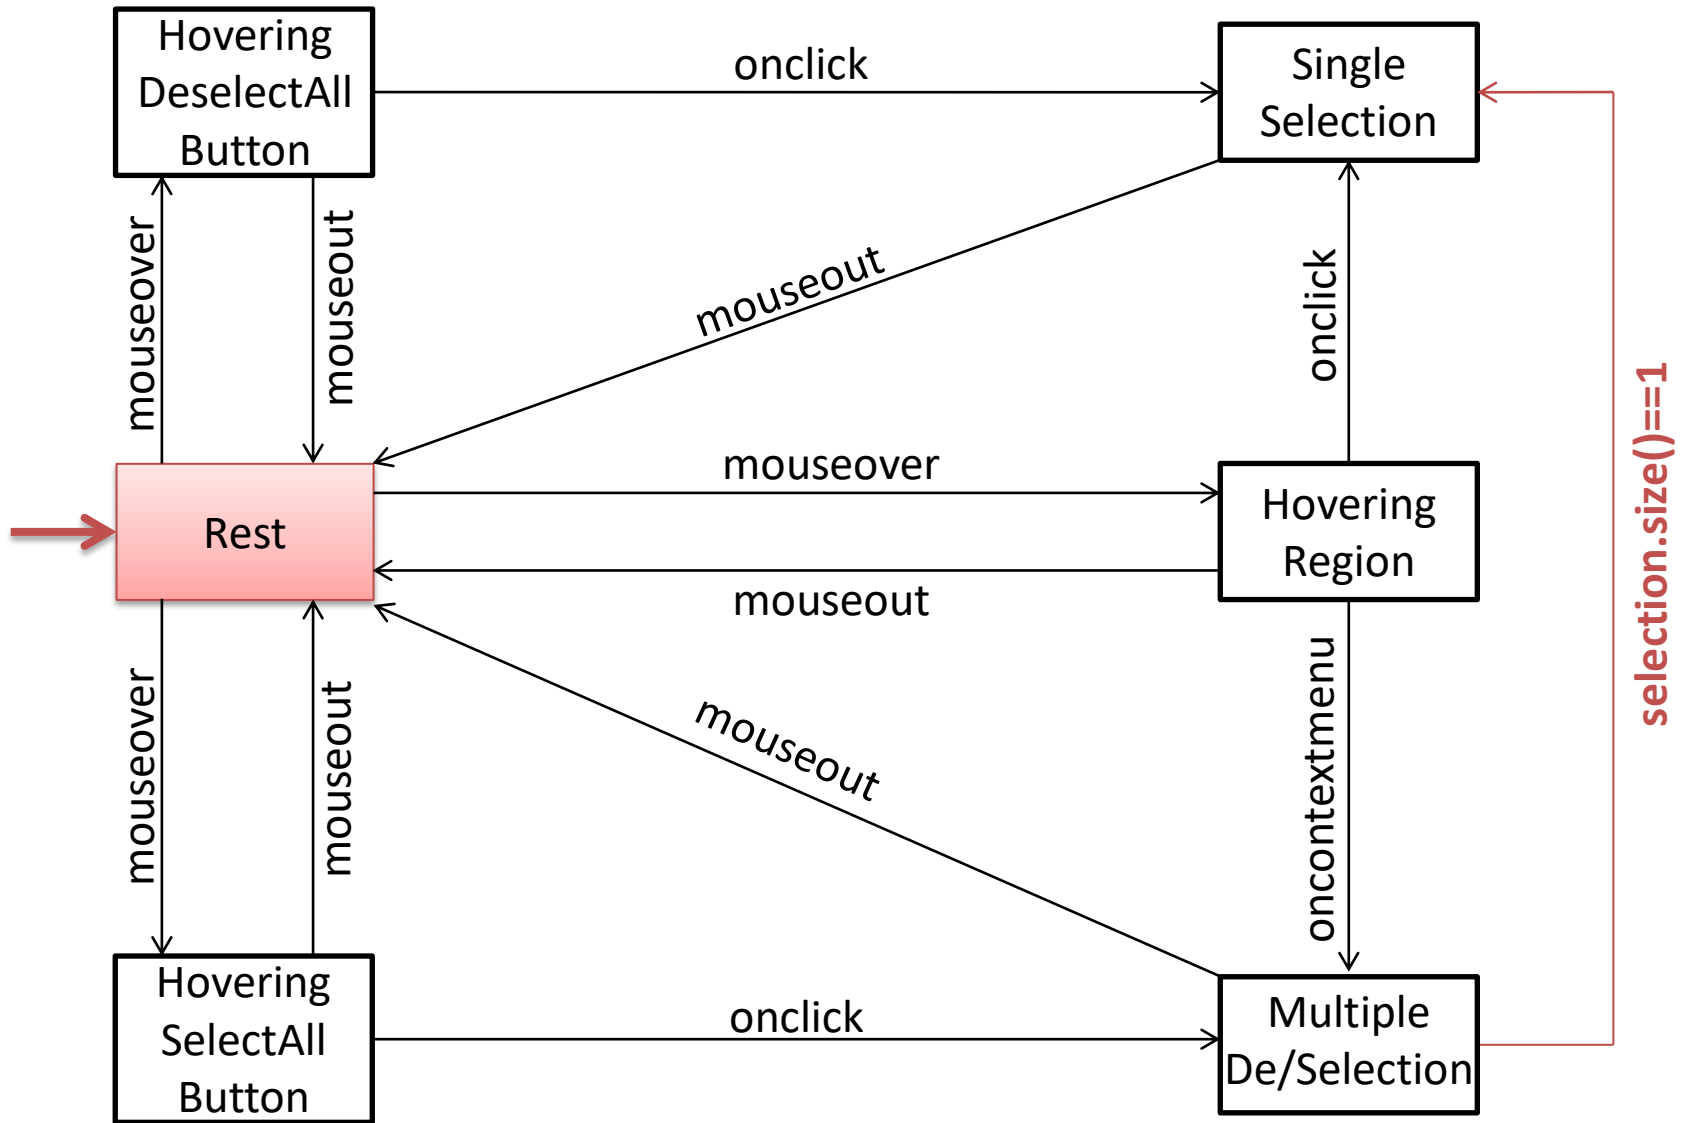 Hovering
DeselectAll
Button
onclick
Single
Selection
mouseover
mouseout
mouseout
onclick
selection.size()==1
Rest
mouseover
Hovering
Region
mouseout
mouseover
mouseout
mouseout
oncontextmenu
Hovering
SelectAll
Button
onclick
Multiple
De/Selection